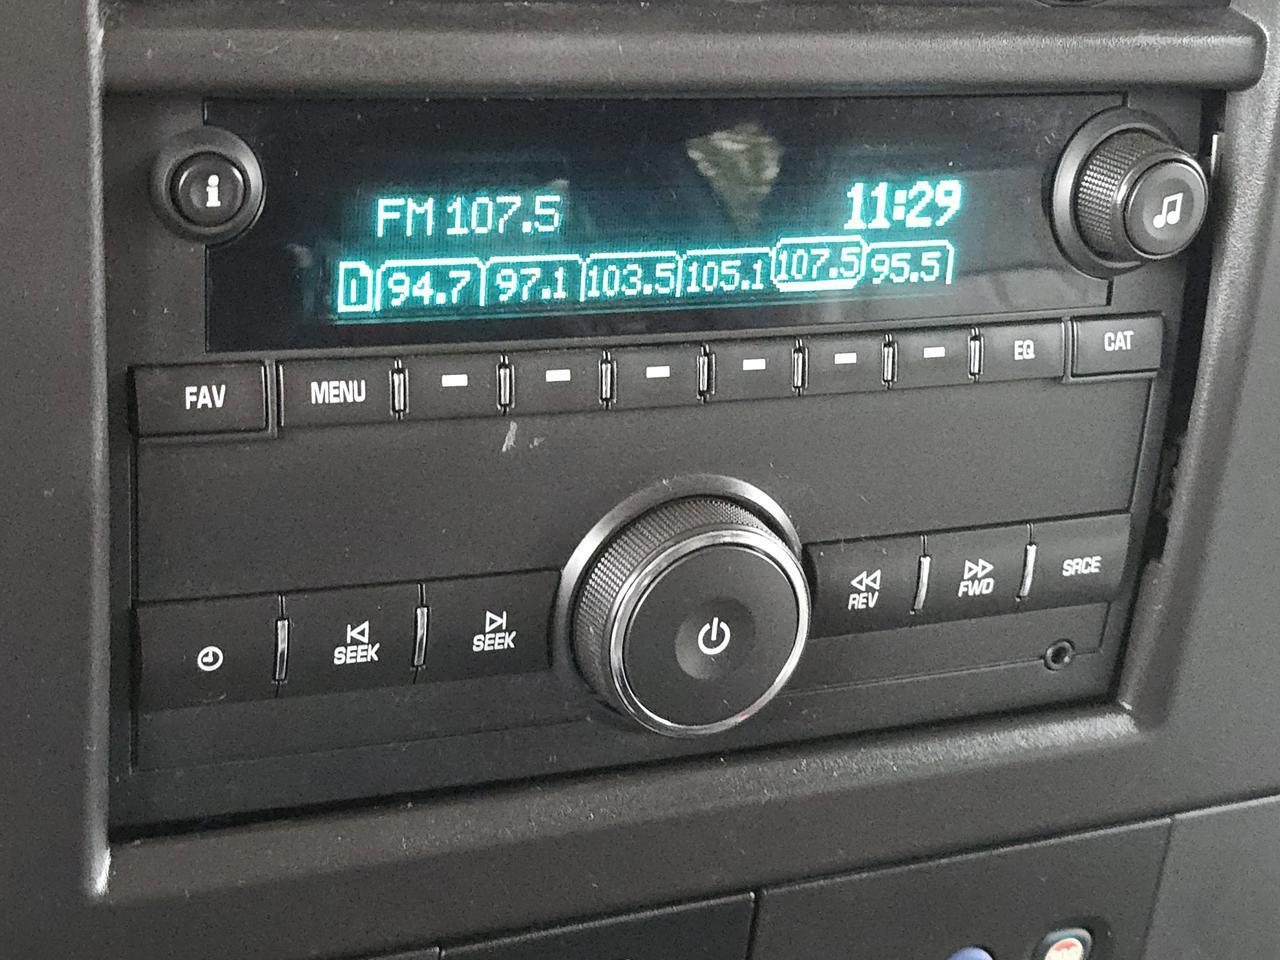 i
FM 107.5 11:29
94.7 97.1 103.5 105.1 107.5 95.5
FAV MENU EQ CAT
SEEK SEEK REV FWD SRCE